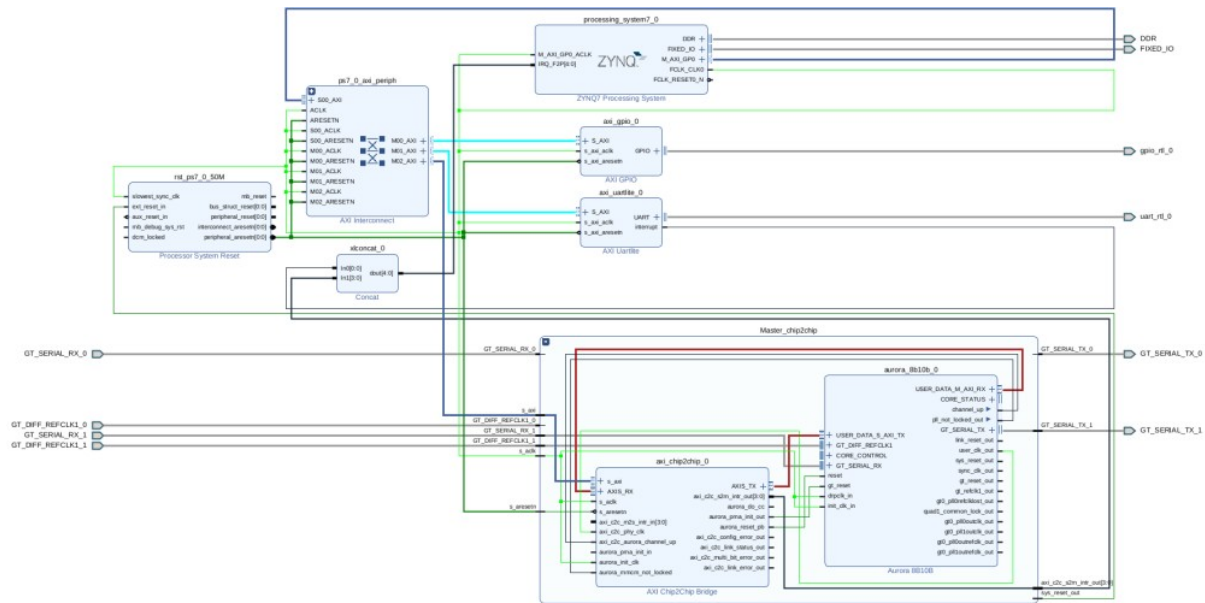 processing_system7_0
M_AXI_GP0_ACLK
IRQ_F2P[4:0]
ZYNQ
DDR
FIXED_IO
M_AXI_GP0
FCLK_CLK0
FCLK_RESET0_N
ZYNQ7 Processing System
DDR
FIXED_IO
ps7_0_axi_periph
S00_AXI
ACLK
ARESETN
S00_ACLK
S00_ARESETN
M00_ACLK
M00_ARESETN
M01_ACLK
M01_ARESETN
M02_ACLK
M02_ARESETN
M00_AXI
M01_AXI
M02_AXI
AXI Interconnect
axi_gpio_0
S_AXI
s_axi_aclk
s_axi_aresetn
GPIO
AXI GPIO
gpio_rtl_0
rst_ps7_0_50M
slowest_sync_clk
ext_reset_in
aux_reset_in
mb_debug_sys_rst
dcm_locked
mb_reset
bus_struct_reset[0:0]
peripheral_reset[0:0]
interconnect_aresetn[0:0]
peripheral_aresetn[0:0]
Processor System Reset
axi_uartlite_0
S_AXI
s_axi_aclk
s_axi_aresetn
UART
interrupt
AXI Uartlite
uart_rtl_0
xlconcat_0
In0[0:0]
In1[3:0]
dout[4:0]
Concat
Master_chip2chip
GT_SERIAL_RX_0
GT_SERIAL_RX_0
GT_SERIAL_TX_0
GT_SERIAL_TX_0
GT_DIFF_REFCLK1_0
GT_SERIAL_RX_1
GT_DIFF_REFCLK1_1
s_axi
GT_DIFF_REFCLK1_0
GT_SERIAL_RX_1
GT_DIFF_REFCLK1_1
s_aclk
s_aresetn
aurora_8b10b_0
USER_DATA_S_AXI_TX
GT_DIFF_REFCLK1
CORE_CONTROL
GT_SERIAL_RX
reset
gt_reset
drpclk_in
init_clk_in
USER_DATA_M_AXI_RX
CORE_STATUS
channel_up
pll_not_locked_out
GT_SERIAL_TX
link_reset_out
user_clk_out
sys_reset_out
sync_clk_out
gt_reset_out
gt_refclk1_out
gt0_pll0refclklost_out
quad1_common_lock_out
gt0_pll0outclk_out
gt0_pll1outclk_out
gt0_pll0outrefclk_out
gt0_pll1outrefclk_out
Aurora 8B10B
GT_SERIAL_TX_1
GT_SERIAL_TX_1
axi_chip2chip_0
s_axi
AXIS_RX
s_aclk
s_aresetn
axi_c2c_m2s_intr_in[3:0]
axi_c2c_phy_clk
axi_c2c_aurora_channel_up
aurora_pma_init_in
aurora_init_clk
aurora_mmcm_not_locked
AXIS_TX
axi_c2c_s2m_intr_out[3:0]
aurora_do_cc
aurora_pma_init_out
aurora_reset_pb
axi_c2c_config_error_out
axi_c2c_link_status_out
axi_c2c_multi_bit_error_out
axi_c2c_link_error_out
AXI Chip2Chip Bridge
axi_c2c_s2m_intr_out[3:0]
sys_reset_out